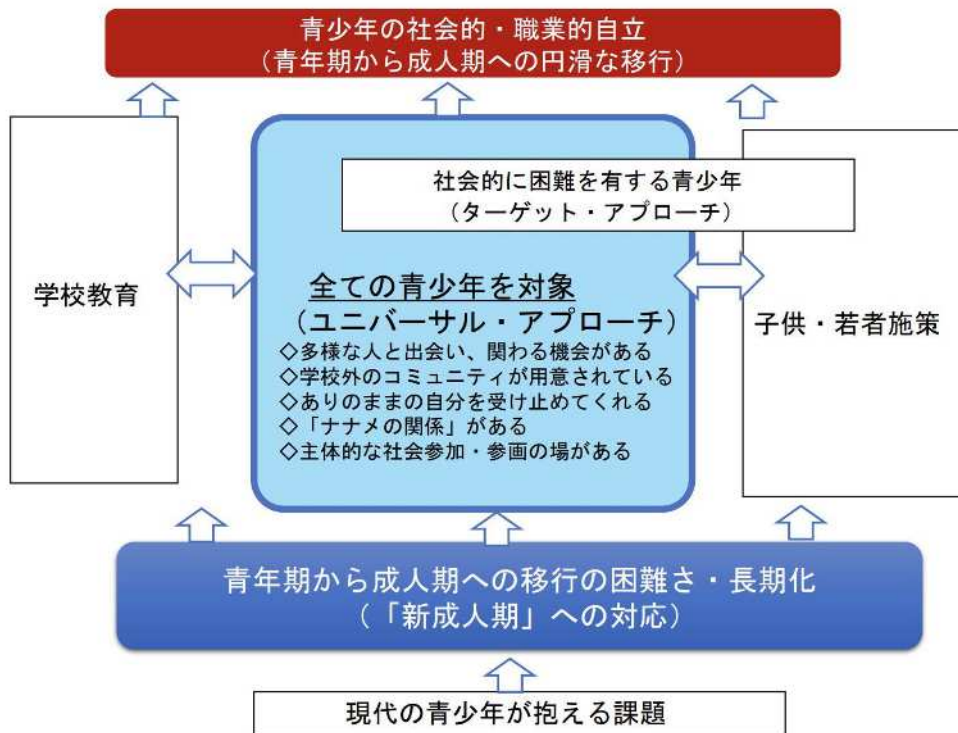 青少年の社会的・職業的自立
（青年期から成人期への円滑な移行）
社会的に困難を有する青少年
（ターゲット・アプローチ）
学校教育
全ての青少年を対象
（ユニバーサル・アプローチ）
◇多様な人と出会い、関わる機会がある
◇学校外のコミュニティが用意されている
◇ありのままの自分を受け止めてくれる
◇「ナナメの関係」がある
◇主体的な社会参加・参画の場がある
子供・若者施策
青年期から成人期への移行の困難さ・長期化
（「新成人期」への対応）
現代の青少年が抱える課題